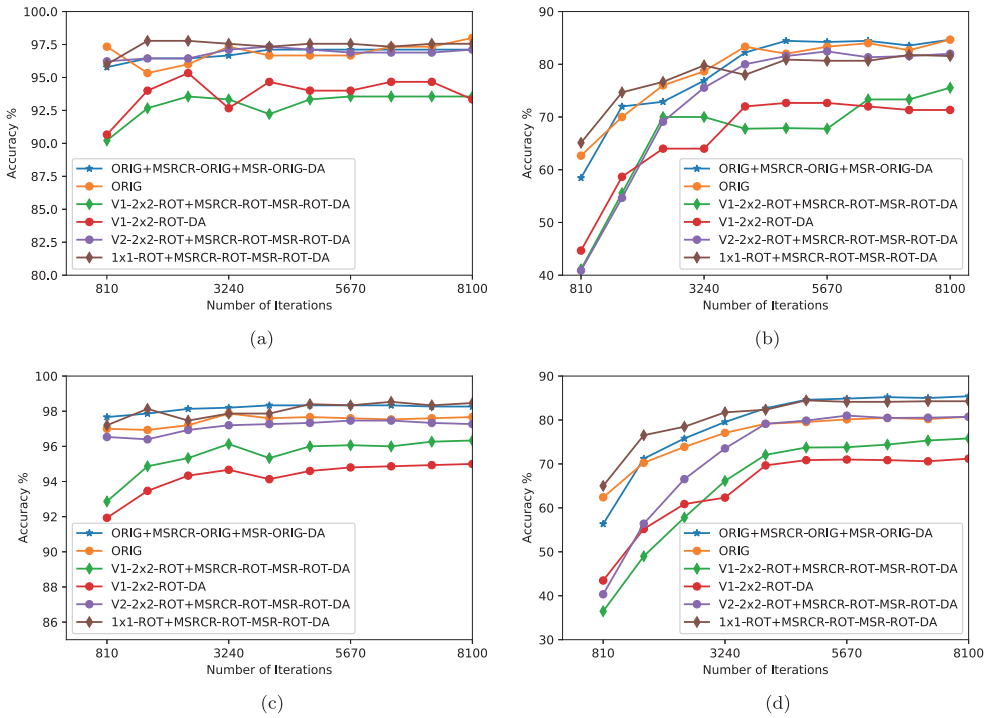 100.0
97.5
95.0
92.5
90.0
87.5
85.0
82.5
80.0
Accuracy %
ORIG+MSRCR-ORIG+MSR-ORIG-DA
ORIG
V1-2x2-ROT+MSRCR-ROT-MSR-ROT-DA
V1-2x2-ROT-DA
V2-2x2-ROT+MSRCR-ROT-MSR-ROT-DA
1x1-ROT+MSRCR-ROT-MSR-ROT-DA
810 3240 5670 8100
Number of Iterations
(a)
90
80
70
60
50
40
Accuracy %
ORIG+MSRCR-ORIG+MSR-ORIG-DA
ORIG
V1-2x2-ROT+MSRCR-ROT-MSR-ROT-DA
V1-2x2-ROT-DA
V2-2x2-ROT+MSRCR-ROT-MSR-ROT-DA
1x1-ROT+MSRCR-ROT-MSR-ROT-DA
810 3240 5670 8100
Number of Iterations
(b)
100
98
96
94
92
90
88
86
Accuracy %
ORIG+MSRCR-ORIG+MSR-ORIG-DA
ORIG
V1-2x2-ROT+MSRCR-ROT-MSR-ROT-DA
V1-2x2-ROT-DA
V2-2x2-ROT+MSRCR-ROT-MSR-ROT-DA
1x1-ROT+MSRCR-ROT-MSR-ROT-DA
810 3240 5670 8100
Number of Iterations
(c)
90
80
70
60
50
40
30
Accuracy %
ORIG+MSRCR-ORIG+MSR-ORIG-DA
ORIG
V1-2x2-ROT+MSRCR-ROT-MSR-ROT-DA
V1-2x2-ROT-DA
V2-2x2-ROT+MSRCR-ROT-MSR-ROT-DA
1x1-ROT+MSRCR-ROT-MSR-ROT-DA
810 3240 5670 8100
Number of Iterations
(d)